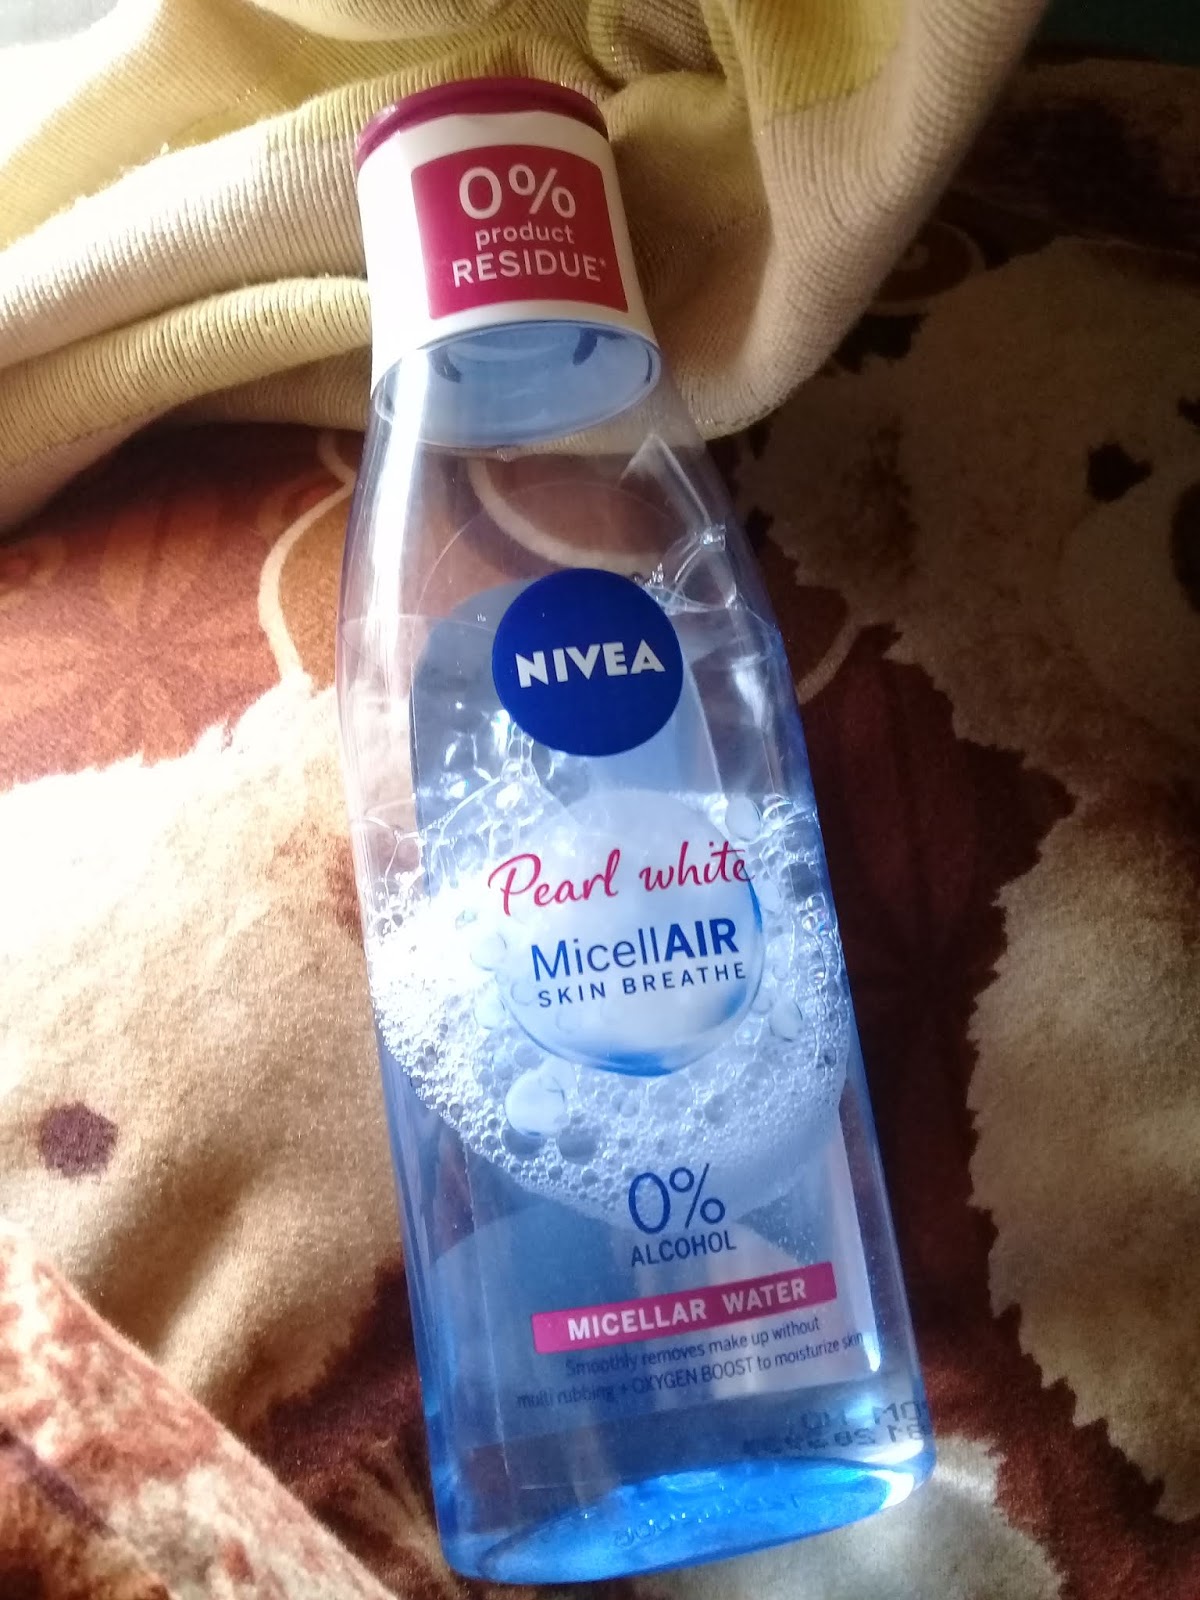 0%
product
RESIDUE*
NIVEA
Pearl white
MicellAIR
SKIN BREATHE
0%
ALCOHOL
MICELLAR WATER
Smoothly removes make up without
multi rubbing + OXYGEN BOOST to moisturize skin